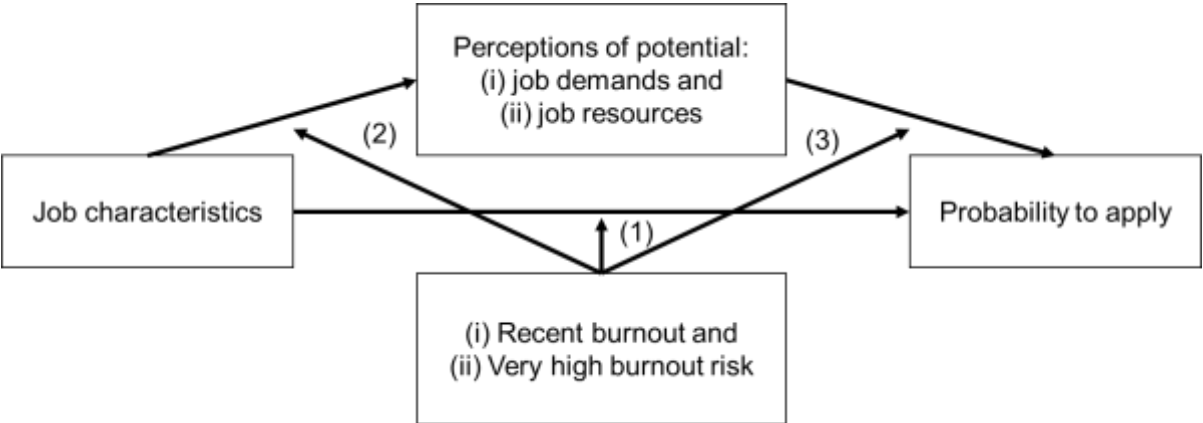 Perceptions of potential:
(i) job demands and
(ii) job resources
(2)
(3)
Job characteristics
Probability to apply
(1)
(i) Recent burnout and
(ii) Very high burnout risk